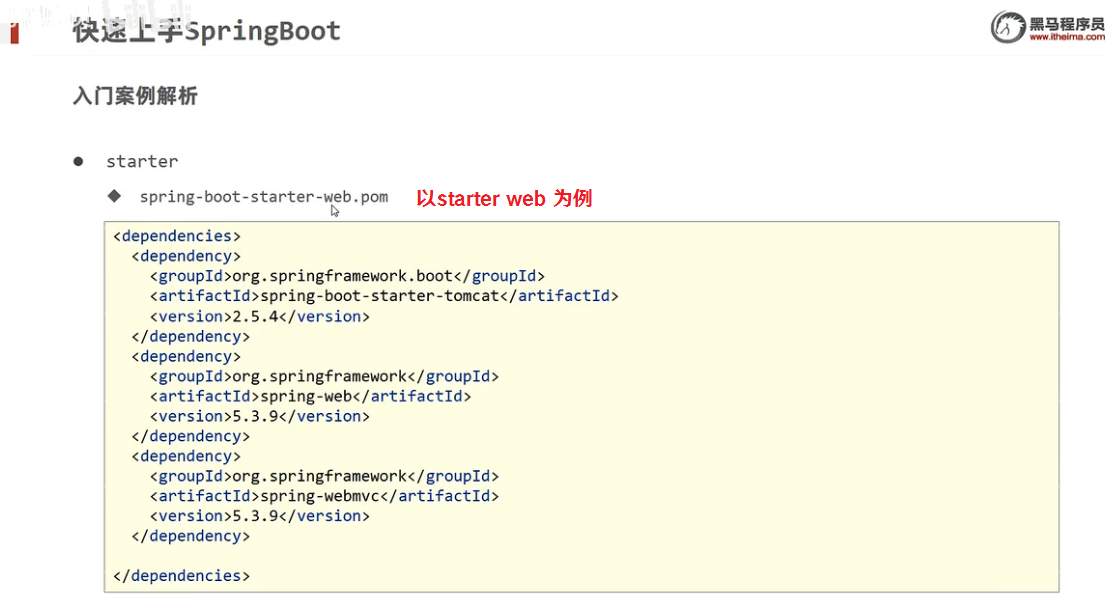 快速上手SpringBoot
黑马程序员
www.itheima.com
入门案例解析
starter
spring-boot-starter-web.pom 以starter web 为例
<dependencies>
<dependency>
<groupId>org.springframework.boot</groupId>
<artifactId>spring-boot-starter-tomcat</artifactId>
<version>2.5.4</version>
</dependency>
<dependency>
<groupId>org.springframework</groupId>
<artifactId>spring-web</artifactId>
<version>5.3.9</version>
</dependency>
<dependency>
<groupId>org.springframework</groupId>
<artifactId>spring-webmvc</artifactId>
<version>5.3.9</version>
</dependency>
</dependencies>